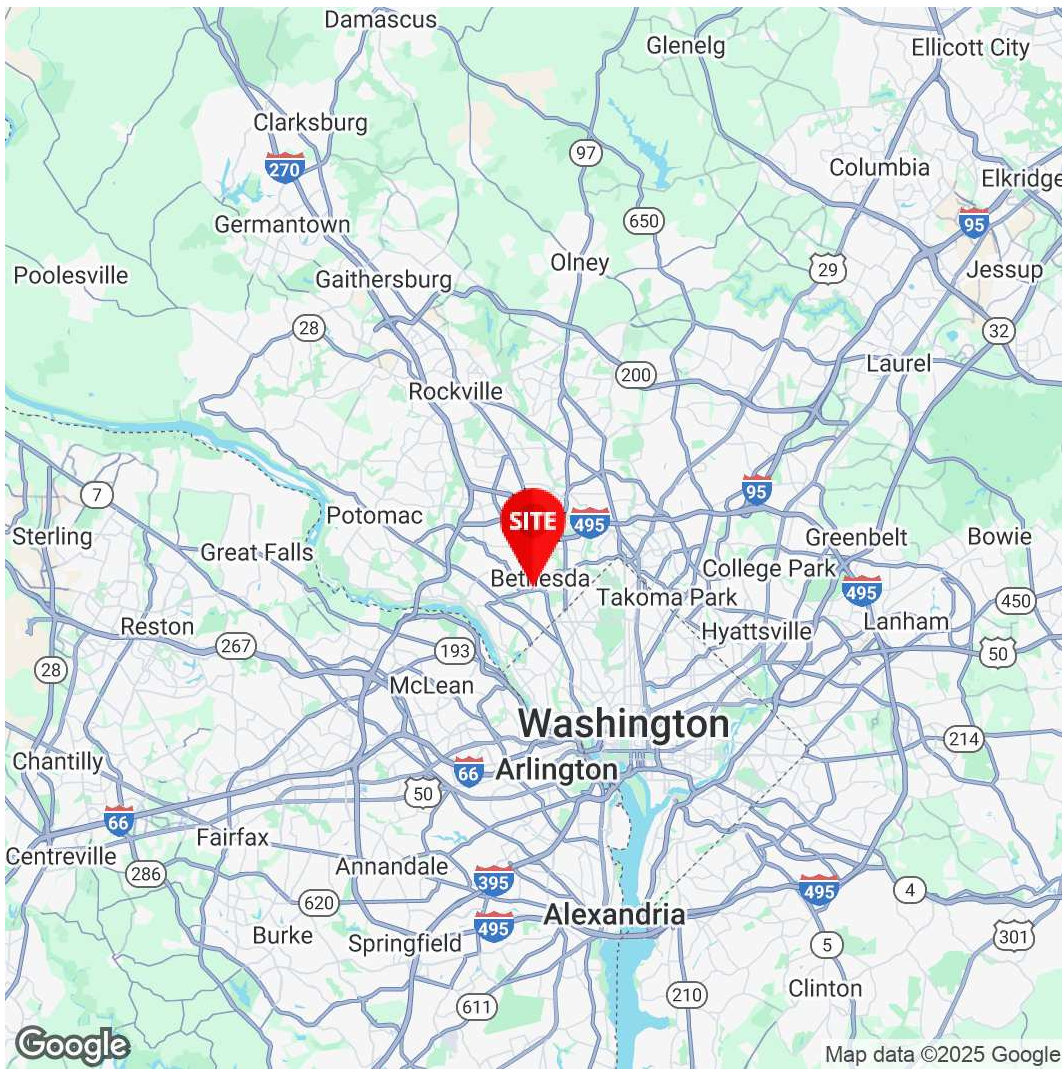 Damascus
Glenelg
Ellicott City
Clarksburg
270
97
Columbia
Elkridge
Germantown
650
95
Poolesville
Gaithersburg
Olney
29
Jessup
28
32
Rockville
200
Laurel
7
95
Potomac
SITE
495
Sterling
Great Falls
Greenbelt
Bowie
Bethesda
College Park
495
450
Takoma Park
Reston
Hyattsville
Lanham
267
193
50
28
McLean
Washington
214
Chantilly
66
Arlington
50
66
Fairfax
Centreville
286
Annandale
395
495
4
620
Alexandria
495
Burke
Springfield
5
301
Clinton
611
210
Google
Map data ©2025 Google